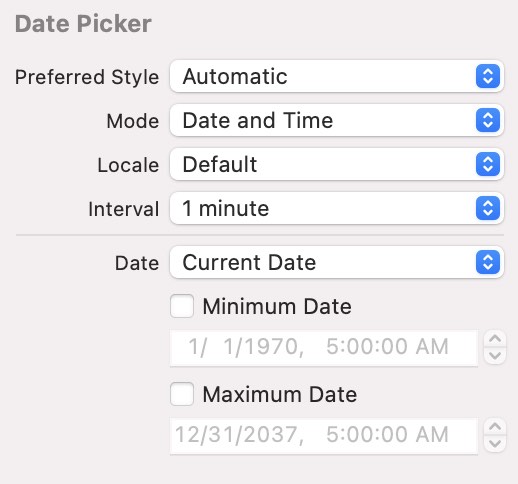 Date Picker
Preferred Style Automatic
Mode Date and Time
Locale Default
Interval 1 minute
Date Current Date
Minimum Date
1/ 1/1970, 5:00:00 AM
Maximum Date
12/31/2037, 5:00:00 AM